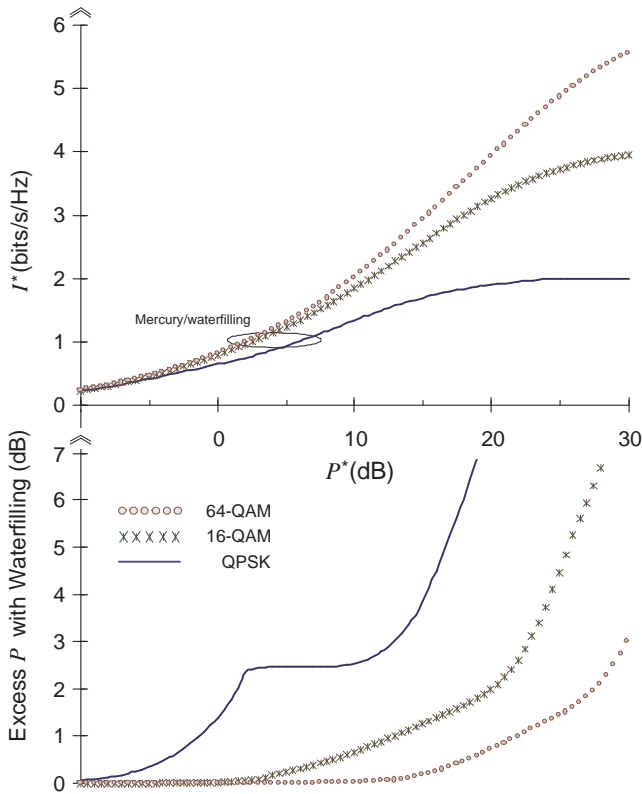 6
5
4
3
2
1
0
I*(bits/s/Hz)
Mercury/waterfilling
0 10 20 30
P*(dB)
7
6
5
4
3
2
1
0
Excess P with Waterfilling (dB)
64-QAM
16-QAM
QPSK